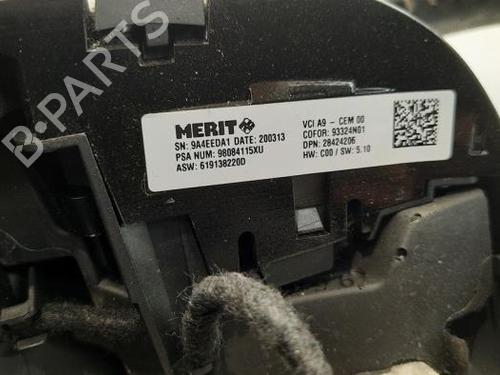 MERIT
SN: 9A4EEDA1 DATE: 200313
PSA NUM: 98084115XU
ASW: 619138220D
VCI A9 - CEM 00
COFOR: 93324N01
DPN: 28424206
HW: C00 / SW: 5.10
B-PARTS